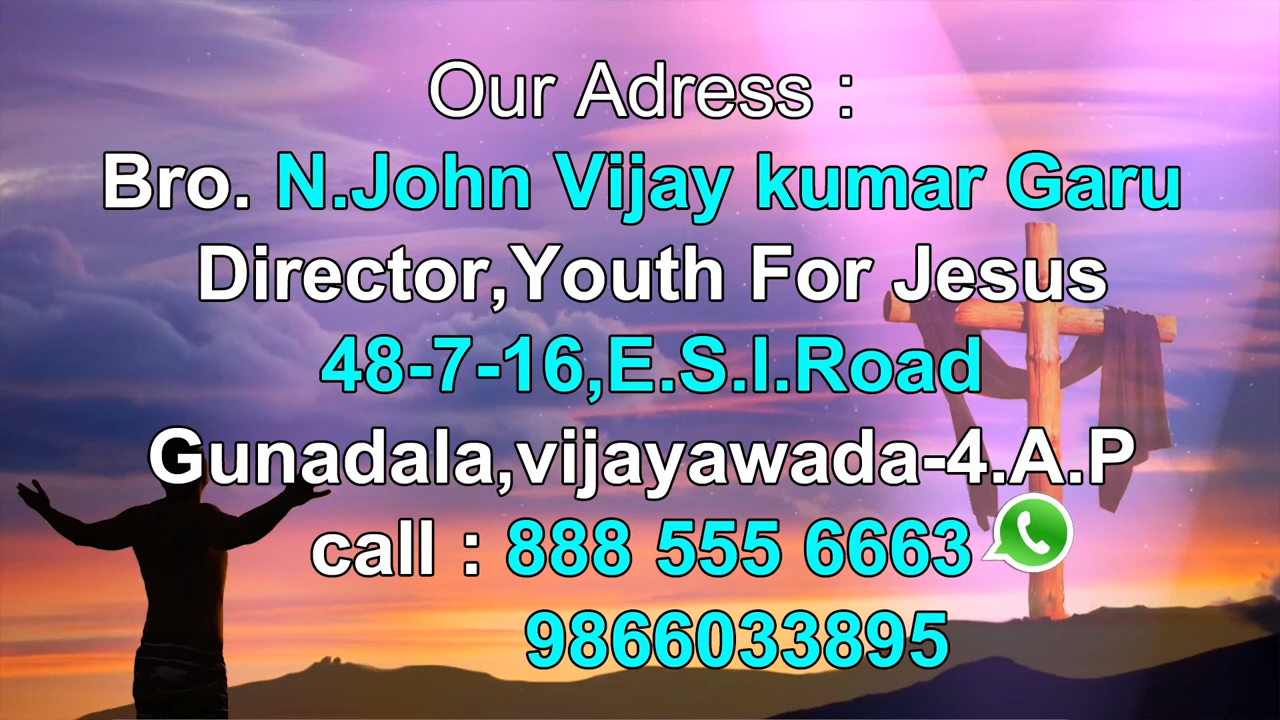 Our Adress :
Bro. N.John Vijay kumar Garu
Director,Youth For Jesus
48-7-16,E.S.I.Road
Gunadala,vijayawada-4.A.P
call : 888 555 6663
9866033895